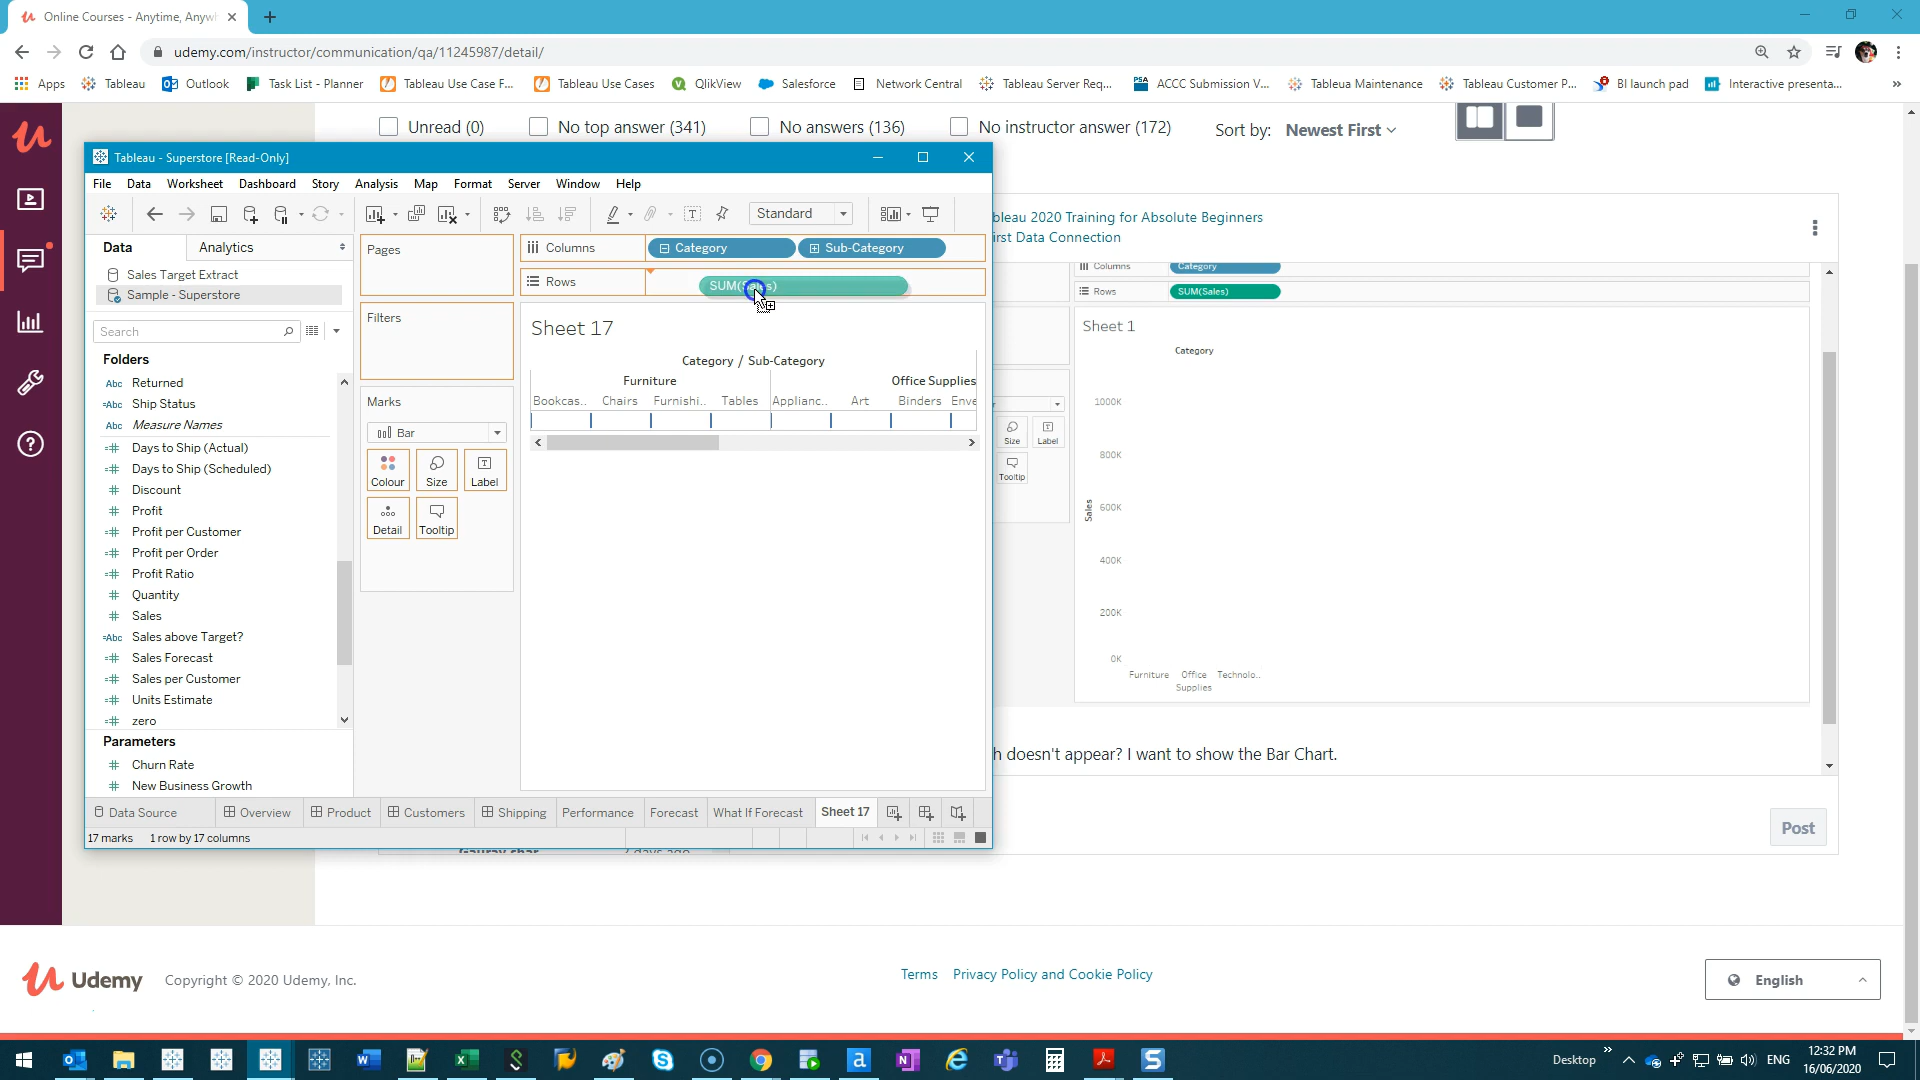 Online Courses - Anytime, Anywh
udemy.com/instructor/communication/qa/11245987/detail/
Apps
Tableau
Outlook
Task List - Planner
Tableau Use Case F...
Tableau Use Cases
QlikView
Salesforce
Network Central
Tableau Server Req...
ACCC Submission V...
Tableua Maintenance
Tableau Customer P...
BI launch pad
Interactive presenta...
Unread (0)
No top answer (341)
No answers (136)
No instructor answer (172)
Sort by: Newest First
Tableau - Superstore [Read-Only]
File Data Worksheet Dashboard Story Analysis Map Format Server Window Help
Standard
Data
Analytics
Sales Target Extract
Sample - Superstore
Search
Folders
Abc Returned
=Abc Ship Status
Abc Measure Names
=# Days to Ship (Actual)
=# Days to Ship (Scheduled)
# Discount
# Profit
=# Profit per Customer
=# Profit per Order
=# Profit Ratio
# Quantity
# Sales
=Abc Sales above Target?
=# Sales Forecast
=# Sales per Customer
=# Units Estimate
=# zero
Parameters
# Churn Rate
# New Business Growth
Pages
Filters
Marks
Bar
Colour
Size
Label
Detail
Tooltip
Columns
Category
Sub-Category
Rows
SUM(Sales)
Sheet 17
Category / Sub-Category
Furniture
Office Supplies
Bookcas.. Chairs Furnishi.. Tables Applianc.. Art Binders Enve
Data Source
Overview
Product
Customers
Shipping
Performance
Forecast
What If Forecast
Sheet 17
17 marks
1 row by 17 columns
bleau 2020 Training for Absolute Beginners
irst Data Connection
Columns
Category
Rows
SUM(Sales)
Size
Label
Tooltip
Sheet 1
Category
1000K
800K
600K
400K
200K
0K
Sales
Furniture
Office Supplies
Technolo..
h doesn't appear? I want to show the Bar Chart.
Post
Udemy
Copyright © 2020 Udemy, Inc.
Terms
Privacy Policy and Cookie Policy
English
Desktop
ENG
12:32 PM
16/06/2020